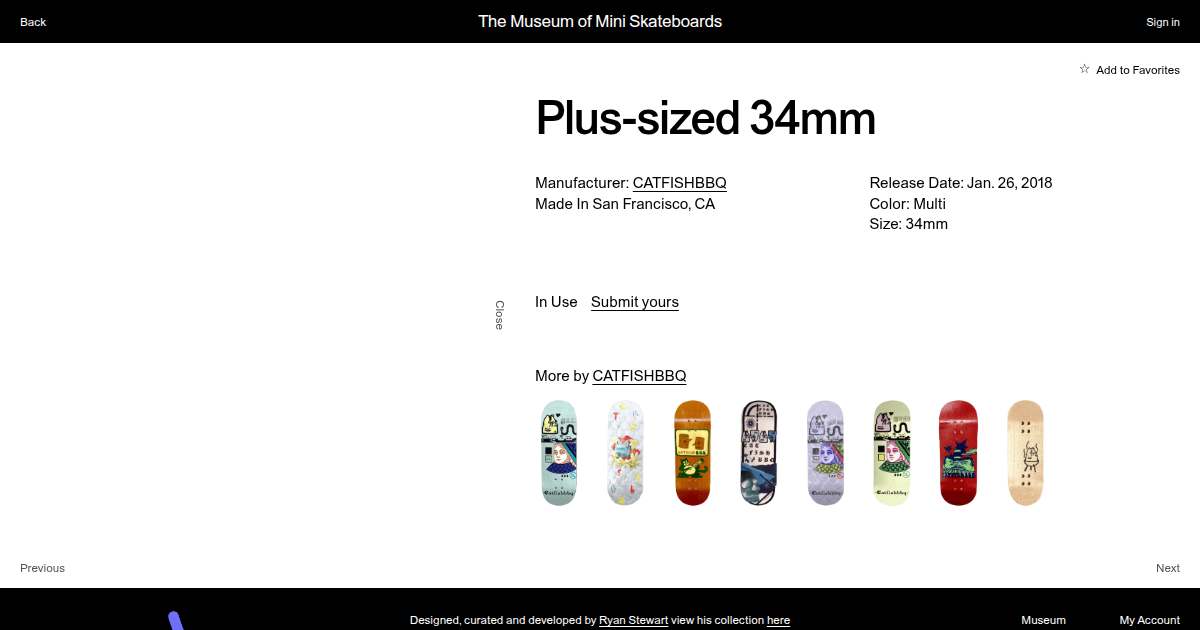 Back
The Museum of Mini Skateboards
Sign in
☆ Add to Favorites
Plus-sized 34mm
Manufacturer: CATFISHBBQ
Made In San Francisco, CA
Release Date: Jan. 26, 2018
Color: Multi
Size: 34mm
Close
In Use Submit yours
More by CATFISHBBQ
Previous
Next
Designed, curated and developed by Ryan Stewart view his collection here
Museum
My Account